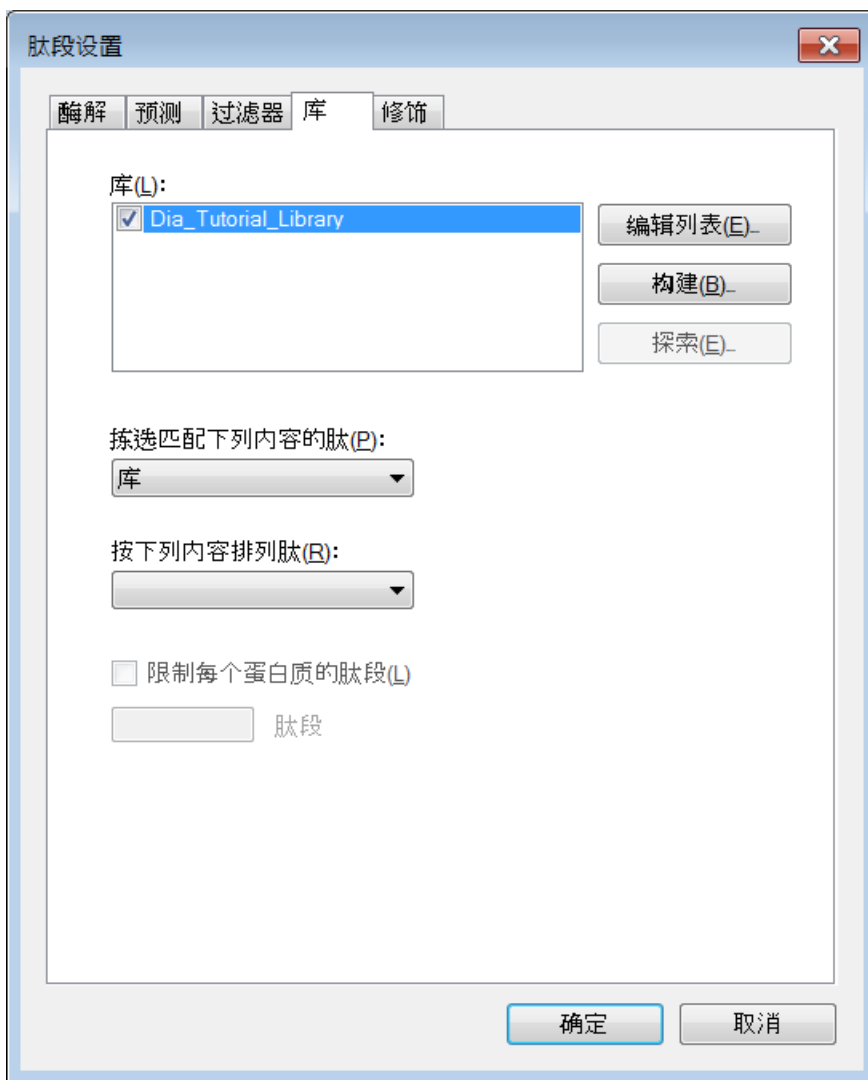 肽段设置
酶解 预测 过滤器 库 修饰
库(L):
Dia_Tutorial_Library
编辑列表(E)...
构建(B)...
探索(E)...
拣选匹配下列内容的肽(P):
库
按下列内容排列肽(R):
限制每个蛋白质的肽段(L)
肽段
确定 取消